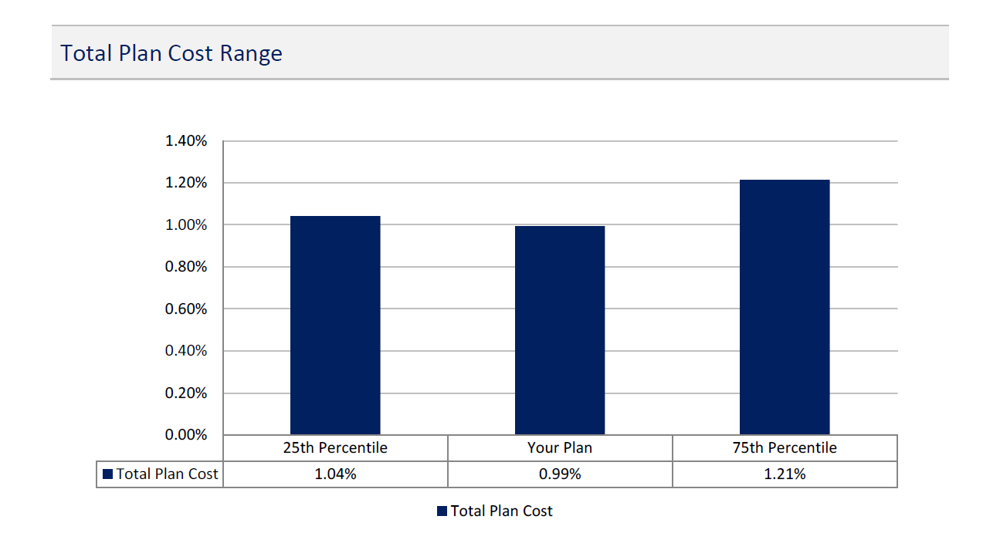 Total Plan Cost Range
1.40%
1.20%
1.00%
0.80%
0.60%
0.40%
0.20%
0.00%
25th Percentile Your Plan 75th Percentile
Total Plan Cost 1.04% 0.99% 1.21%
Total Plan Cost